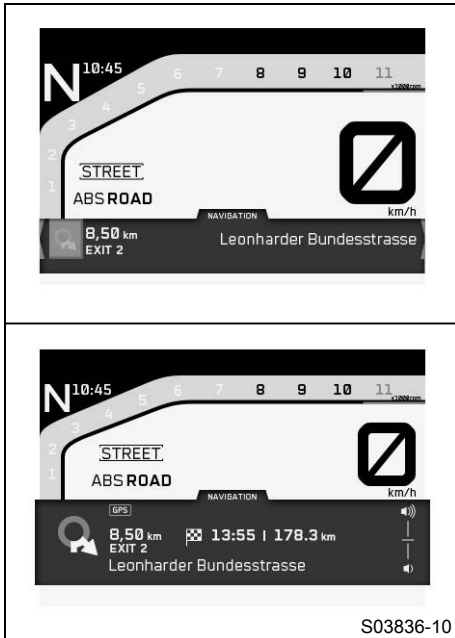 N 10:45
1 2 3 4 5 6 7 8 9 10 11
x1000rpm
STREET
ABS ROAD
0
km/h
NAVIGATION
8,50 km
EXIT 2
Leonharder Bundesstrasse
N 10:45
3 4 5 6 7 8 9 10 11
x1000rpm
STREET
ABS ROAD
0
km/h
NAVIGATION
GPS
8,50 km
EXIT 2
13:55 | 178.3 km
Leonharder Bundesstrasse
S03836-10